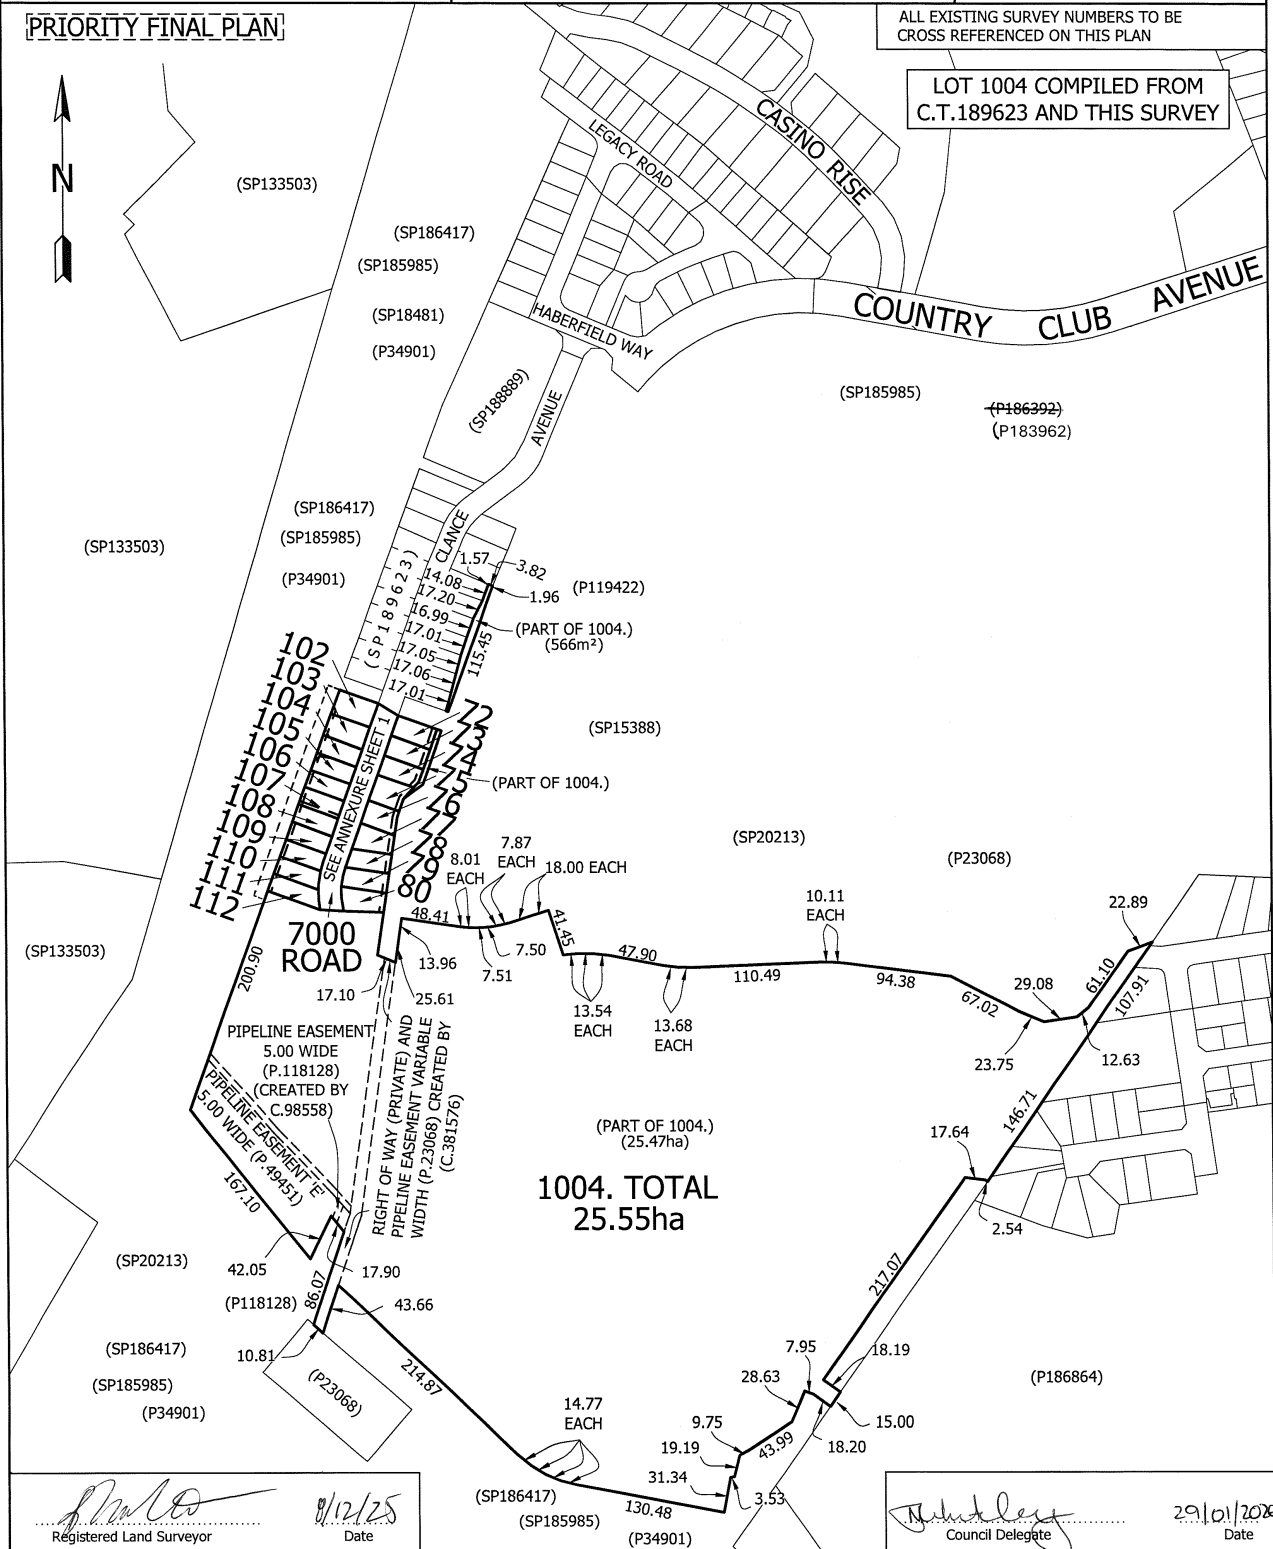 PRIORITY FINAL PLAN
ALL EXISTING SURVEY NUMBERS TO BE
CROSS REFERENCED ON THIS PLAN
LOT 1004 COMPILED FROM
C.T.189623 AND THIS SURVEY
N
CASINO RISE
LEGACY ROAD
HABERFIELD WAY
COUNTRY CLUB AVENUE
CLANCE AVENUE
(SP133503)
(SP186417)
(SP185985)
(SP18481)
(P34901)
(SP188889)
(SP185985)
(P186392)
(P183962)
(SP186417)
(SP185985)
(P34901)
(SP133503)
(SP189623)
1.57
3.82
14.08
17.20
16.99
17.01
17.05
17.06
17.01
1.96
115.45
(P119422)
(PART OF 1004.)
(566m²)
(SP15388)
102
103
104
105
106
107
108
109
110
111
112
72
73
74
75
76
77
78
79
80
SEE ANNEXURE SHEET 1
(PART OF 1004.)
7000
ROAD
(SP20213)
(P23068)
(SP133503)
48.41
8.01
EACH
7.87
EACH
18.00 EACH
41.45
7.50
7.51
13.96
25.61
17.10
200.90
47.90
13.54
EACH
13.68
EACH
110.49
10.11
EACH
94.38
67.02
29.08
23.75
61.10
22.89
107.91
12.63
146.71
17.64
2.54
217.07
PIPELINE EASEMENT
5.00 WIDE
(P.118128)
(CREATED BY
C.98558)
PIPELINE EASEMENT 'E'
5.00 WIDE (P.49451)
RIGHT OF WAY (PRIVATE) AND
PIPELINE EASEMENT VARIABLE
WIDTH (P.23068) CREATED BY
(C.381576)
167.10
(PART OF 1004.)
(25.47ha)
1004. TOTAL
25.55ha
(SP20213)
42.05
17.90
86.07
(P118128)
43.66
10.81
(SP186417)
(SP185985)
(P34901)
(P23068)
214.87
14.77
EACH
130.48
(SP186417)
(SP185985)
(P34901)
31.34
3.53
19.19
9.75
43.99
28.63
7.95
18.19
15.00
18.20
(P186864)
8/12/25
Registered Land Surveyor
Date
29/01/2026
Council Delegate
Date